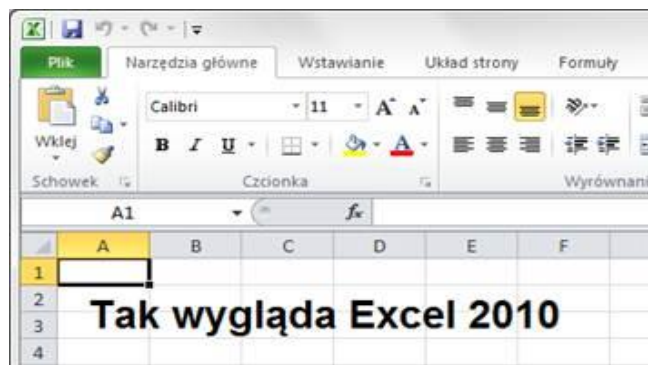 Plik Narzędzia główne Wstawianie Układ strony Formuły
Calibri 11 A A
Wklej
B I U A
Schowek Czcionka Wyrównani
A1 fx
A B C D E F
1
2
3
4
Tak wygląda Excel 2010